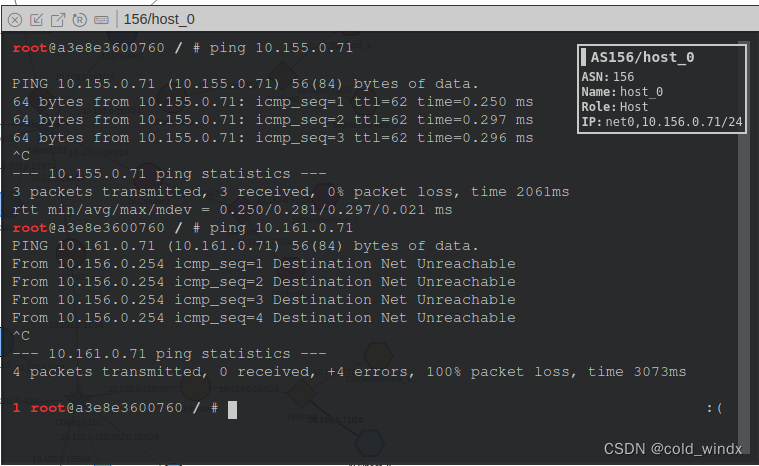 156/host_0
root@a3e8e3600760 / # ping 10.155.0.71
PING 10.155.0.71 (10.155.0.71) 56(84) bytes of data.
64 bytes from 10.155.0.71: icmp_seq=1 ttl=62 time=0.250 ms
64 bytes from 10.155.0.71: icmp_seq=2 ttl=62 time=0.297 ms
64 bytes from 10.155.0.71: icmp_seq=3 ttl=62 time=0.296 ms
^C
--- 10.155.0.71 ping statistics ---
3 packets transmitted, 3 received, 0% packet loss, time 2061ms
rtt min/avg/max/mdev = 0.250/0.281/0.297/0.021 ms
root@a3e8e3600760 / # ping 10.161.0.71
PING 10.161.0.71 (10.161.0.71) 56(84) bytes of data.
From 10.156.0.254 icmp_seq=1 Destination Net Unreachable
From 10.156.0.254 icmp_seq=2 Destination Net Unreachable
From 10.156.0.254 icmp_seq=3 Destination Net Unreachable
From 10.156.0.254 icmp_seq=4 Destination Net Unreachable
^C
--- 10.161.0.71 ping statistics ---
4 packets transmitted, 0 received, +4 errors, 100% packet loss, time 3073ms
1 root@a3e8e3600760 / # :(
AS156/host_0
ASN: 156
Name: host_0
Role: Host
IP: net0,10.156.0.71/24
CSDN @cold_windx